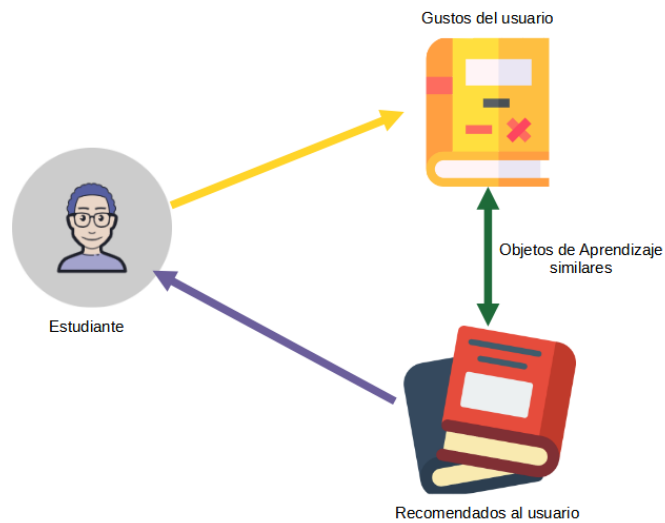 Gustos del usuario
Objetos de Aprendizaje
similares
Estudiante
Recomendados al usuario